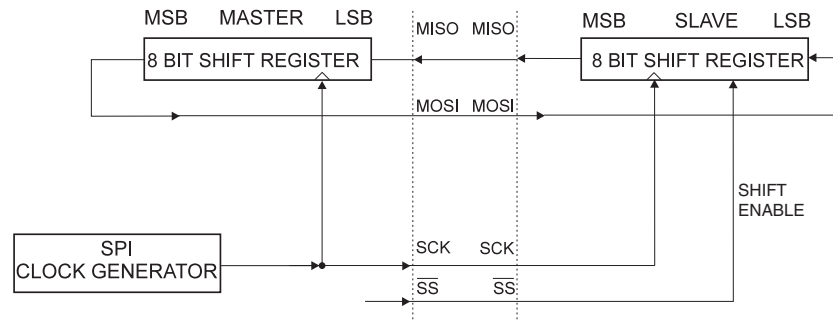 MSB MASTER LSB
MISO MISO
MSB SLAVE LSB
8 BIT SHIFT REGISTER
8 BIT SHIFT REGISTER
MOSI MOSI
SHIFT
ENABLE
SPI
CLOCK GENERATOR
SCK SCK
SS SS